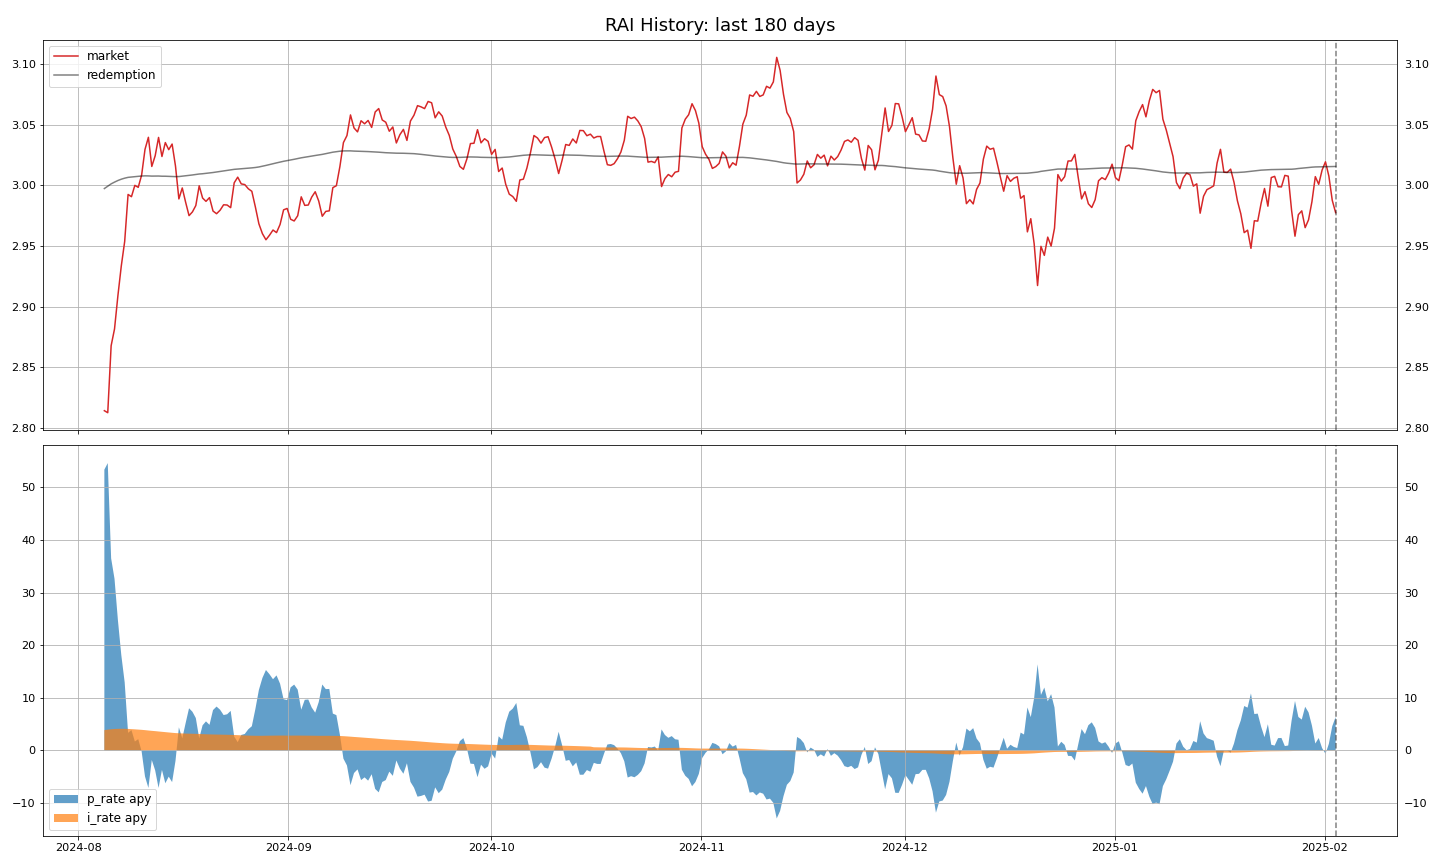 RAI History: last 180 days
market
redemption
3.10 3.10
3.05 3.05
3.00 3.00
2.95 2.95
2.90 2.90
2.85 2.85
2.80 2.80
50 50
40 40
30 30
20 20
10 10
0 0
−10 −10
p_rate apy
i_rate apy
2024-08 2024-09 2024-10 2024-11 2024-12 2025-01 2025-02